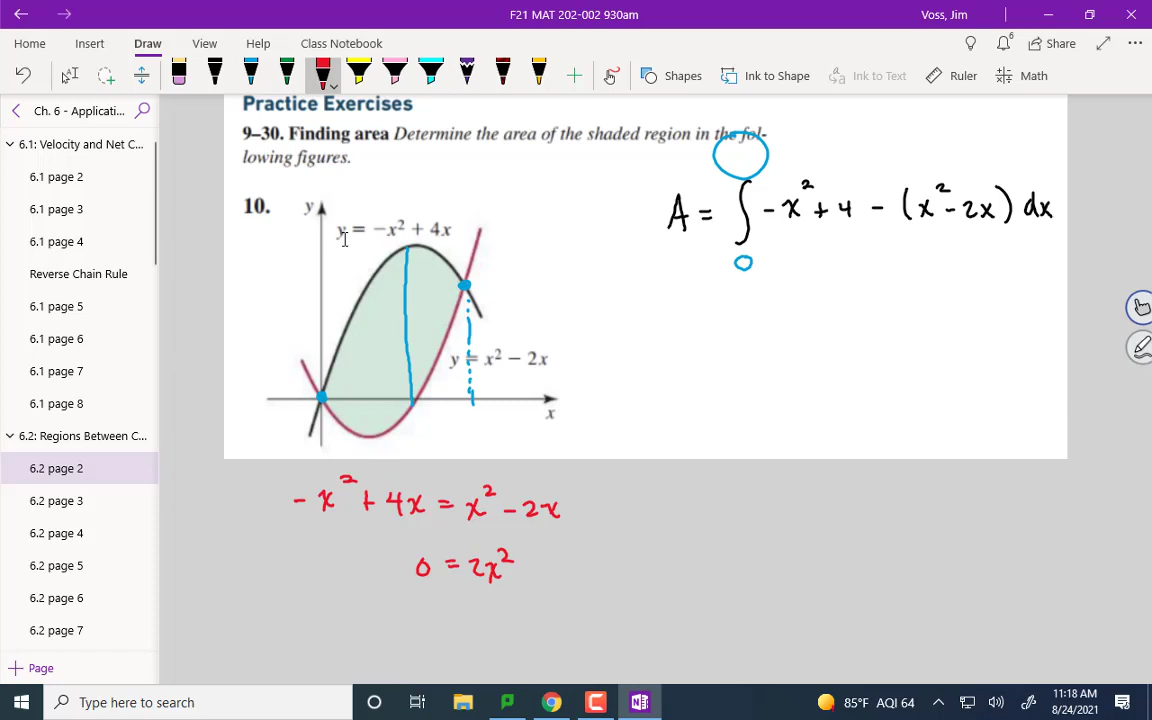 F21 MAT 202-002 930am
Voss, Jim
Home Insert Draw View Help Class Notebook
6
Share
Shapes
Ink to Shape
Ink to Text
Ruler
Math
Ch. 6 - Applicati...
6.1: Velocity and Net C...
6.1 page 2
6.1 page 3
6.1 page 4
Reverse Chain Rule
6.1 page 5
6.1 page 6
6.1 page 7
6.1 page 8
6.2: Regions Between C...
6.2 page 2
6.2 page 3
6.2 page 4
6.2 page 5
6.2 page 6
6.2 page 7
Page
Practice Exercises
9–30. Finding area Determine the area of the shaded region in the fol-
lowing figures.
10.
y
y = −x² + 4x
y = x² − 2x
x
A = ∫ -x² + 4 - (x² - 2x) dx
0
-x² + 4x = x² - 2x
0 = 2x²
Type here to search
85°F AQI 64
11:18 AM
8/24/2021